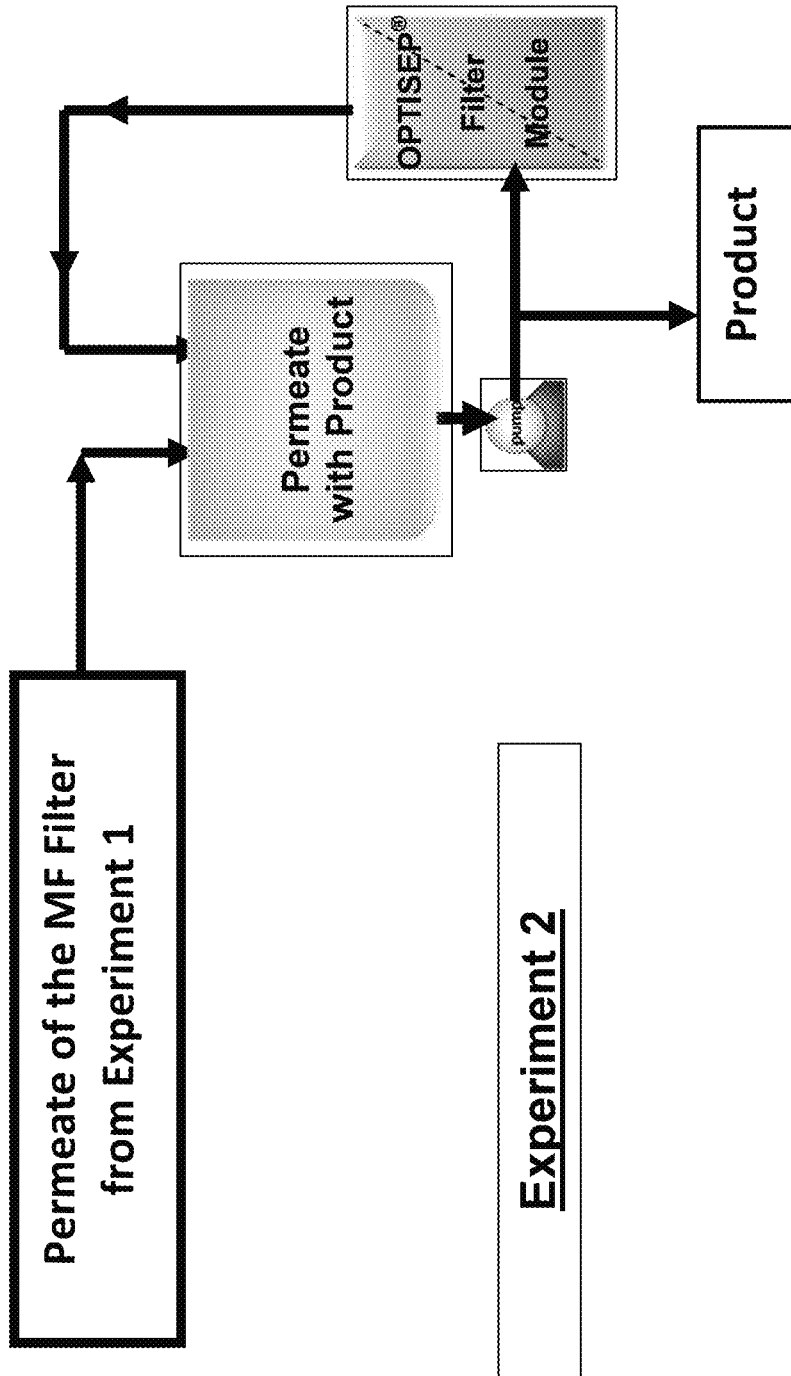 Permeate of the MF Filter
from Experiment 1
Permeate
with Product
pump
OPTISEP®
Filter
Module
Product
Experiment 2